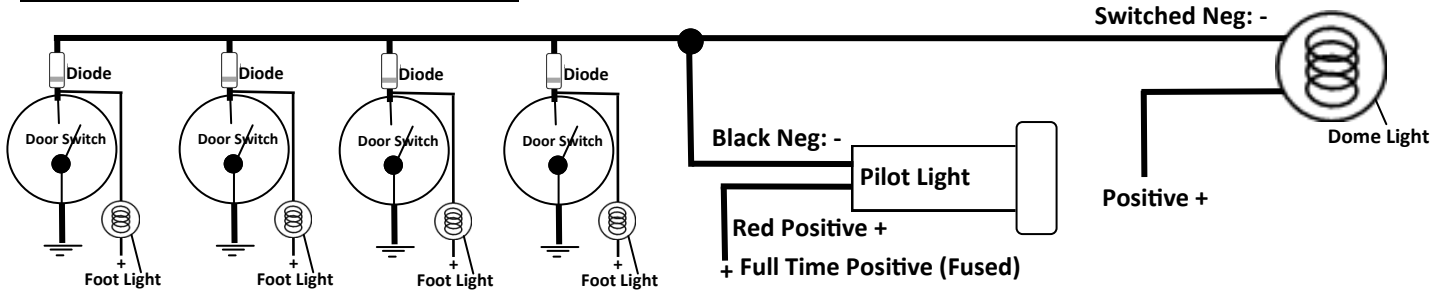 Switched Neg: -
Diode
Diode
Diode
Diode
Door Switch
Door Switch
Door Switch
Door Switch
Black Neg: -
Dome Light
Pilot Light
Positive +
Red Positive +
+ Full Time Positive (Fused)
+
+
+
+
Foot Light
Foot Light
Foot Light
Foot Light